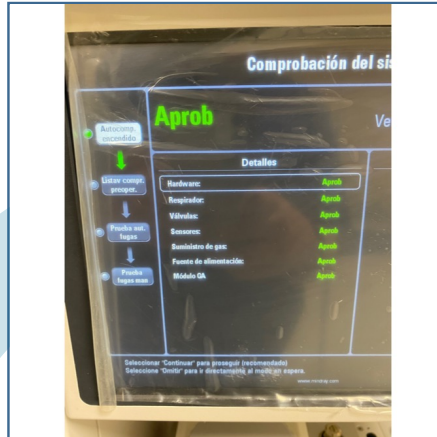 Comprobación del sis
Aprob
Ve
Autocomp.
encendido
Listav compr.
preoper.
Prueba aut.
fugas
Prueba
fugas man
Detalles
Hardware: Aprob
Respirador: Aprob
Válvulas: Aprob
Sensores: Aprob
Suministro de gas: Aprob
Fuente de alimentación: Aprob
Módulo GA Aprob
Seleccionar "Continuar" para proseguir (recomendado)
Seleccione "Omitir" para ir directamente al modo en espera.